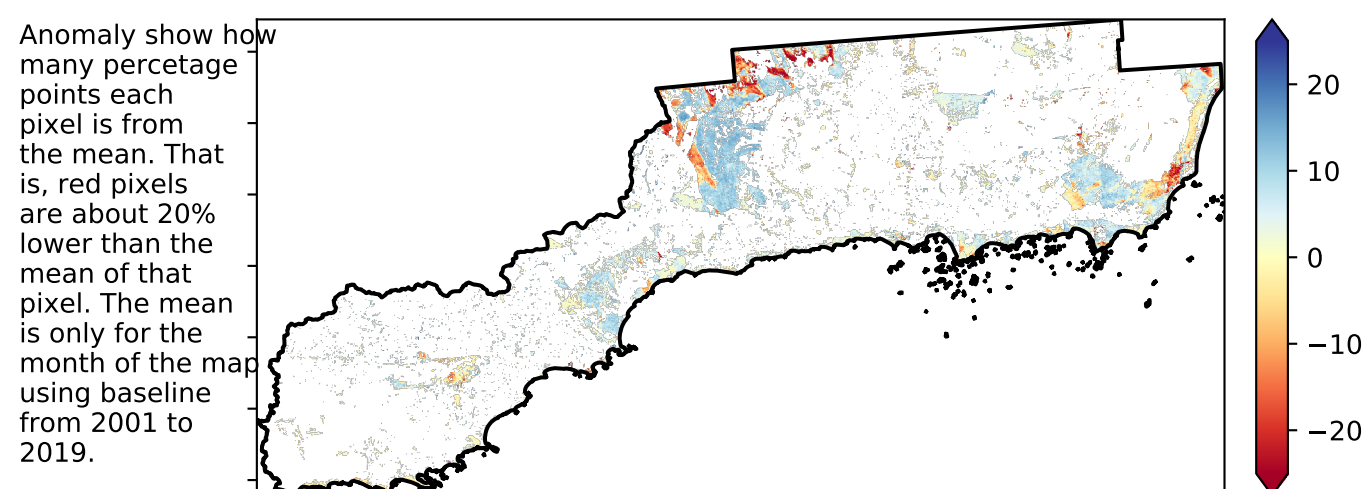 Anomaly show how
many percetage
points each
pixel is from
the mean. That
is, red pixels
are about 20%
lower than the
mean of that
pixel. The mean
is only for the
month of the map
using baseline
from 2001 to
2019.
20
10
0
−10
−20